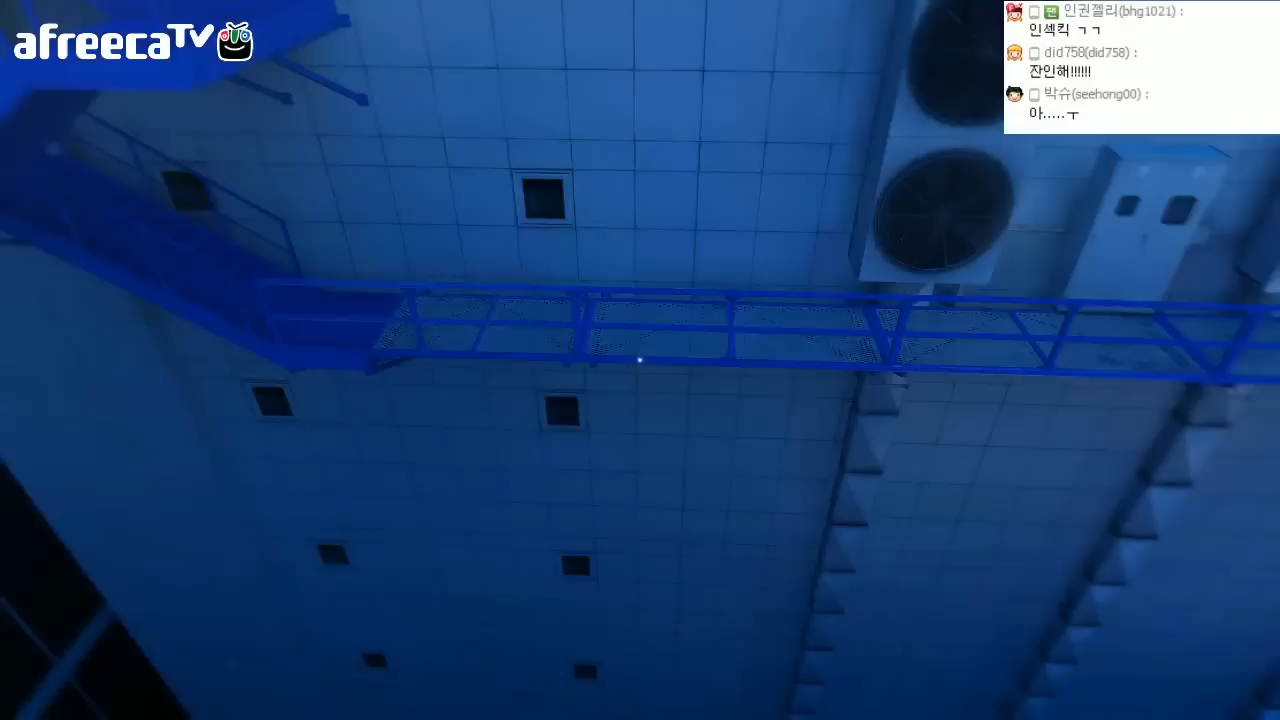 afreecaTV
팬 인권젤리(bhg1021) :
인섹킥 ㄱㄱ
did758(did758) :
잔인해!!!!!!
박슈(seehong00) :
아.....ㅜ